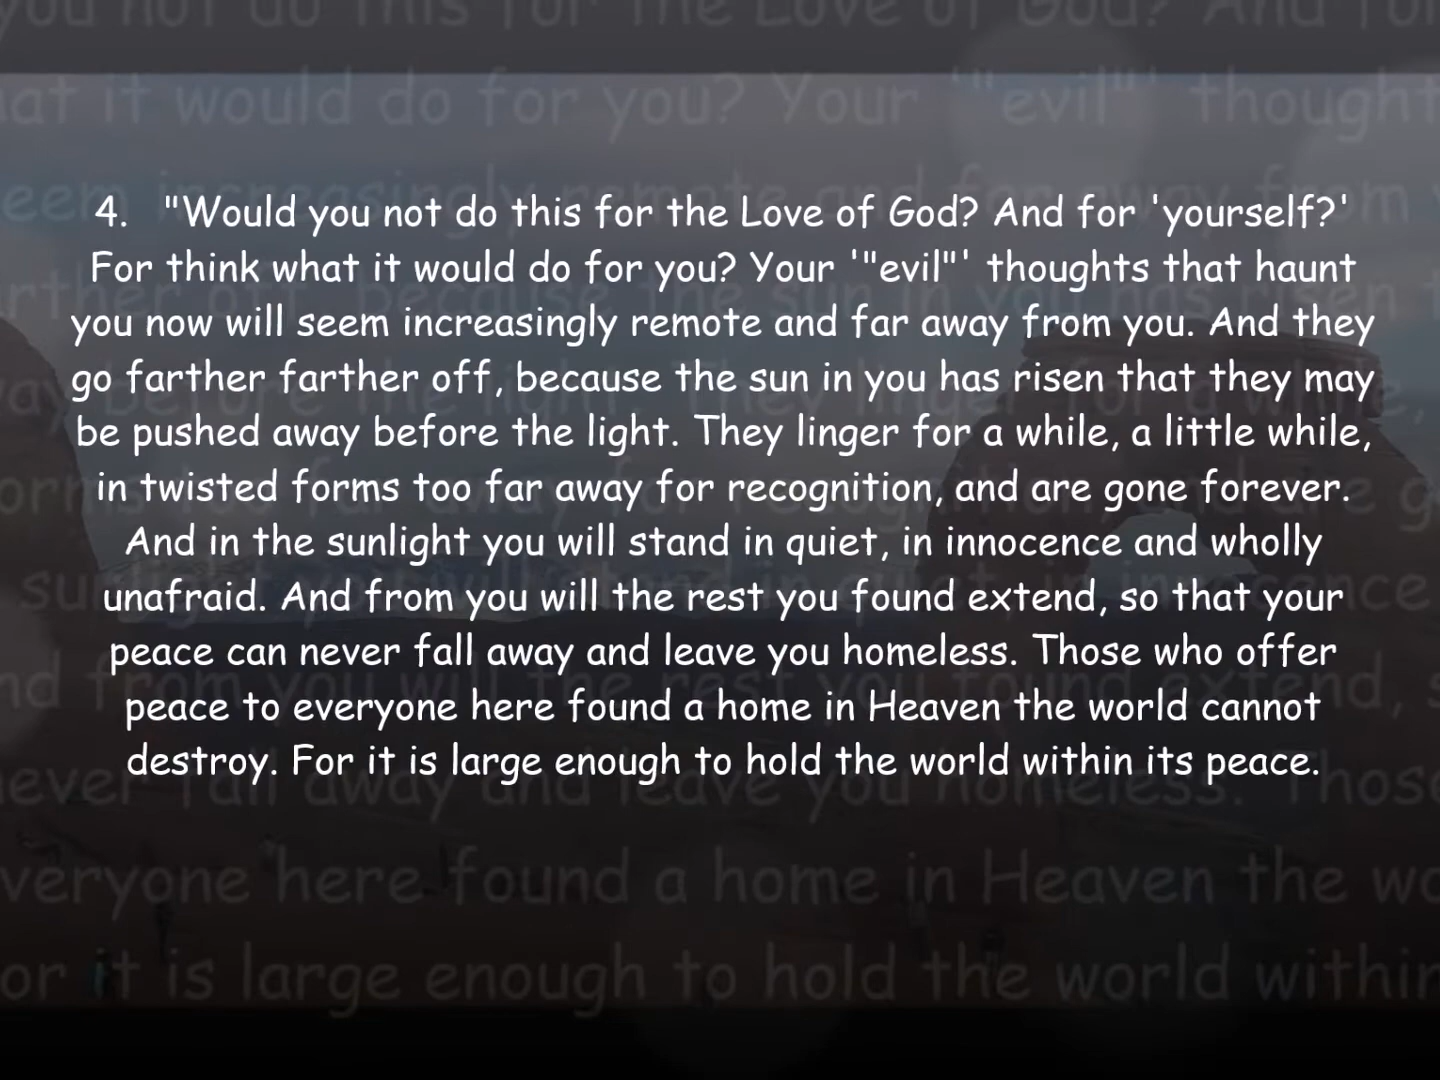 4. "Would you not do this for the Love of God? And for 'yourself?'
For think what it would do for you? Your '"evil"' thoughts that haunt
you now will seem increasingly remote and far away from you. And they
go farther farther off, because the sun in you has risen that they may
be pushed away before the light. They linger for a while, a little while,
in twisted forms too far away for recognition, and are gone forever.
And in the sunlight you will stand in quiet, in innocence and wholly
unafraid. And from you will the rest you found extend, so that your
peace can never fall away and leave you homeless. Those who offer
peace to everyone here found a home in Heaven the world cannot
destroy. For it is large enough to hold the world within its peace.